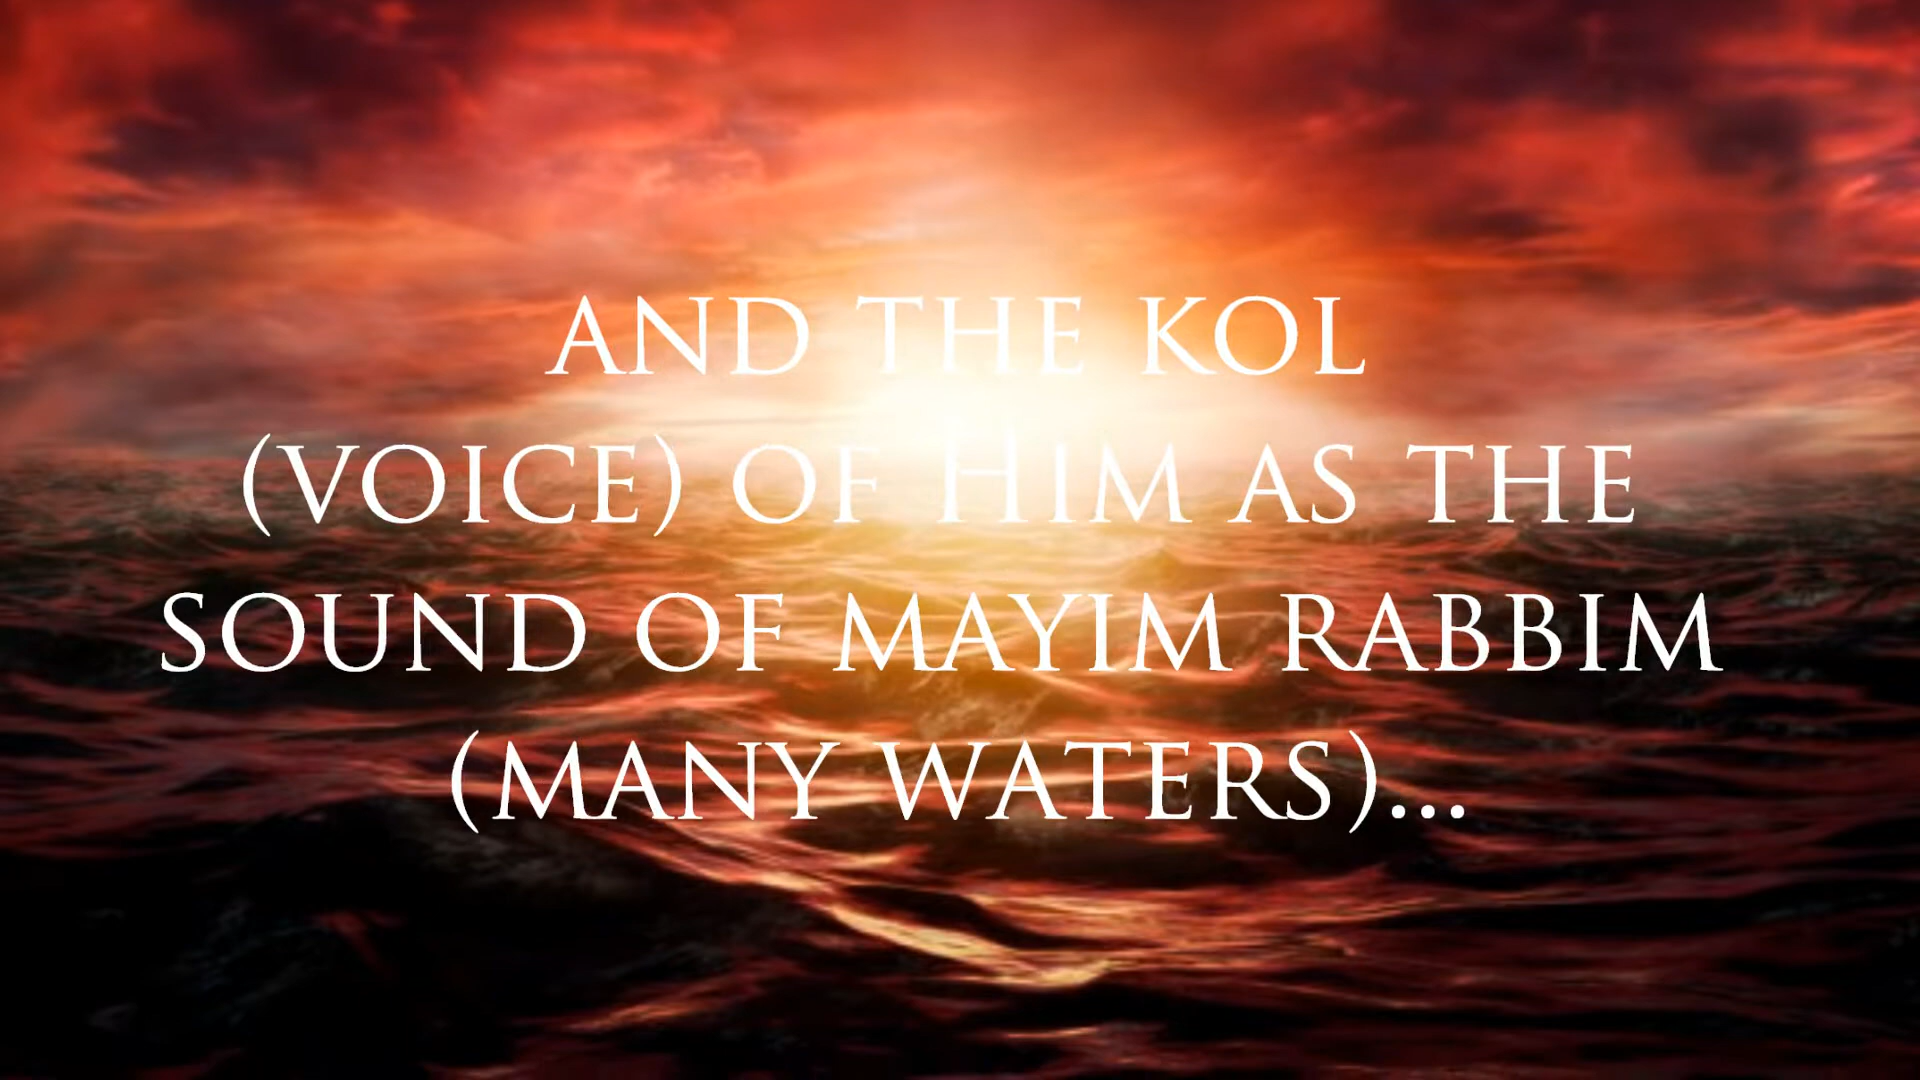 AND THE KOL
(VOICE) OF HIM AS THE
SOUND OF MAYIM RABBIM
(MANY WATERS)...